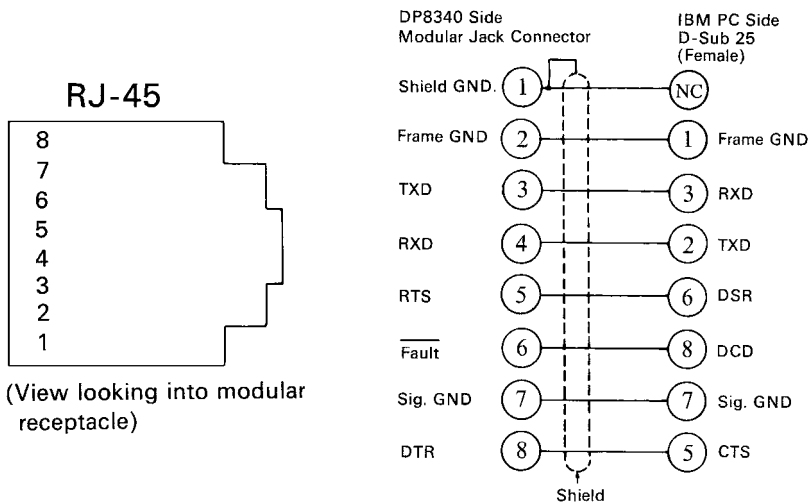 RJ-45
8
7
6
5
4
3
2
1
(View looking into modular
receptacle)
DP8340 Side
Modular Jack Connector
IBM PC Side
D-Sub 25
(Female)
Shield GND. 1 NC
Frame GND 2 1 Frame GND
TXD 3 3 RXD
RXD 4 2 TXD
RTS 5 6 DSR
Fault 6 8 DCD
Sig. GND 7 7 Sig. GND
DTR 8 5 CTS
Shield